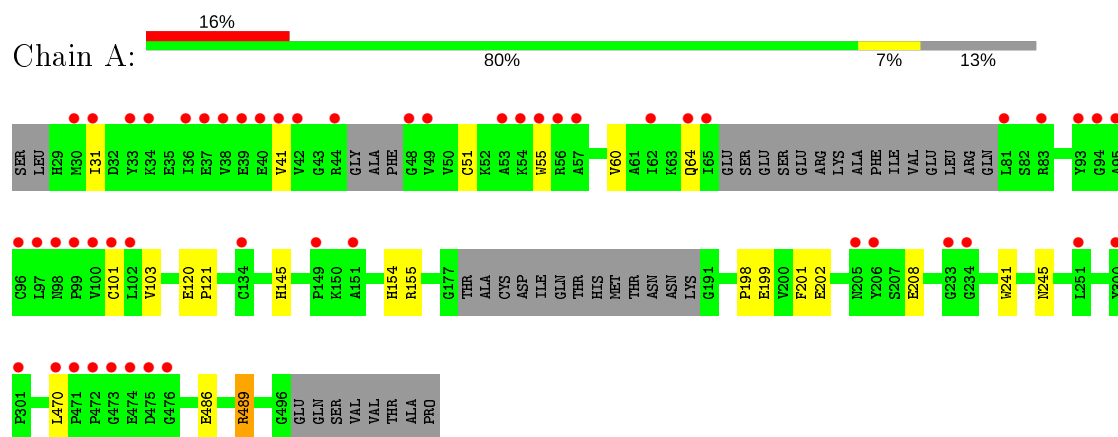 16%
Chain A:
80% 7% 13%
SER LEU H29 M30 I31 D32 Y33 K34 E35 I36 E37 V38 E39 E40 V41 V42 G43 R44 GLY ALA PHE G48 V49 V50 C51 K52 A53 K54 W55 R56 A57 V60 A61 I62 K63 Q64 I65 GLU SER GLU SER GLU ARG LYS ALA PHE ILE VAL GLU LEU ARG GLN L81 S82 R83 Y93 G94 A95
C96 L97 N98 P99 V100 C101 L102 V103 E120 P121 C134 H145 P149 K150 A151 H154 R155 G177 THR ALA CYS ASP ILE GLN THR HIS MET THR ASN ASN LYS G191 P198 E199 V200 F201 E202 N205 Y206 S207 E208 G233 G234 W241 N245 L251 Y300
P301 L470 P471 P472 G473 E474 D475 G476 E486 R489 G496 GLU GLN SER VAL VAL THR ALA PRO